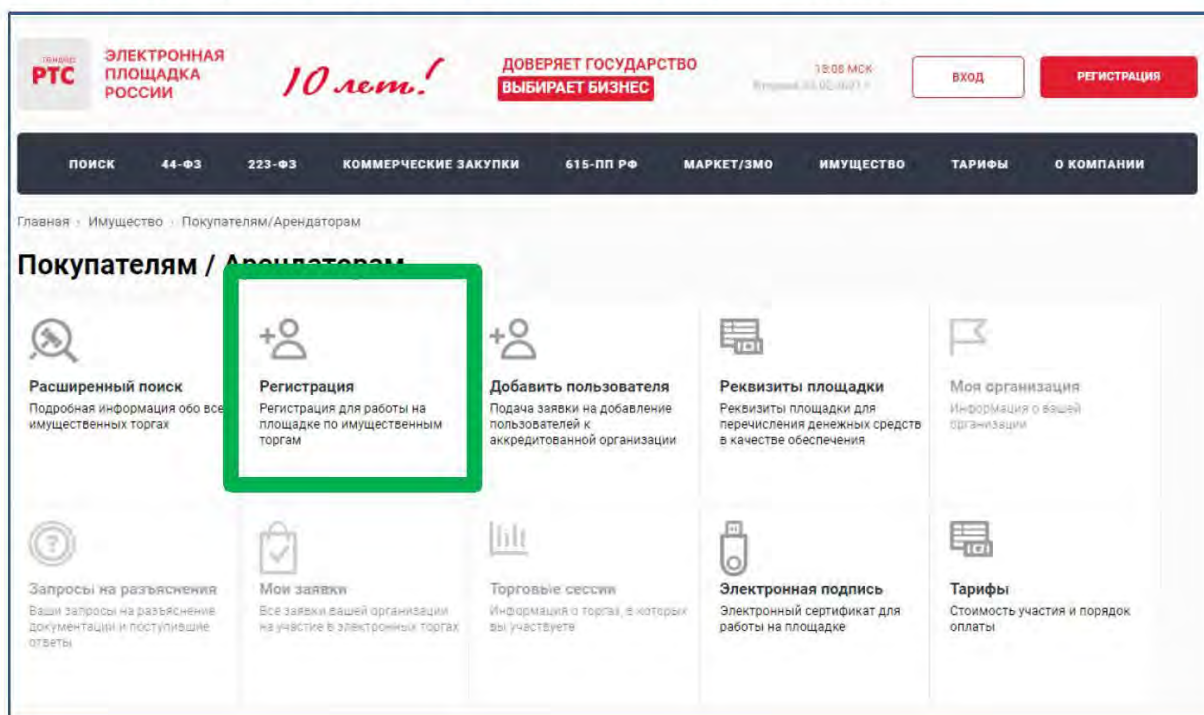 тендер
РТС
ЭЛЕКТРОННАЯ
ПЛОЩАДКА
РОССИИ
10 лет!
ДОВЕРЯЕТ ГОСУДАРСТВО
ВЫБИРАЕТ БИЗНЕС
МСК
ВХОД
РЕГИСТРАЦИЯ
ПОИСК 44-ФЗ 223-ФЗ КОММЕРЧЕСКИЕ ЗАКУПКИ 615-ПП РФ МАРКЕТ/ЗМО ИМУЩЕСТВО ТАРИФЫ О КОМПАНИИ
Главная › Имущество › Покупателям/Арендаторам
Покупателям / Арендаторам
Расширенный поиск
Подробная информация обо все
имущественных торгах
Регистрация
Регистрация для работы на
площадке по имущественным
торгам
Добавить пользователя
Подача заявки на добавление
пользователей к
аккредитованной организации
Реквизиты площадки
Реквизиты площадки для
перечисления денежных средств
в качестве обеспечения
Моя организация
Информация о вашей
организации
Запросы на разъяснения
Ваши запросы на разъяснение
документации и поступившие
ответы
Мои заявки
Все заявки вашей организации
на участие в электронных торгах
Торговые сессии
Информация о торгах, в которых
вы участвуете
Электронная подпись
Электронный сертификат для
работы на площадке
Тарифы
Стоимость участия и порядок
оплаты